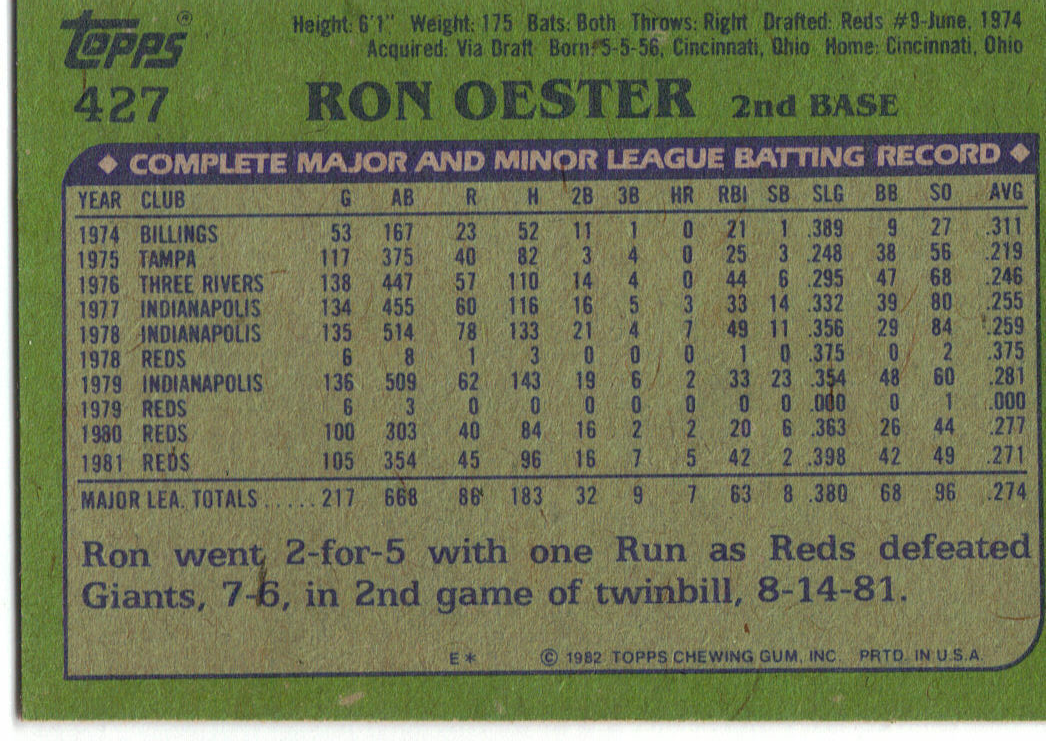 Topps®
Height: 6'1" Weight: 175 Bats: Both Throws: Right Drafted: Reds #9-June, 1974
Acquired: Via Draft Born: 5-5-56, Cincinnati, Ohio Home: Cincinnati, Ohio
427 RON OESTER 2nd BASE
◆ COMPLETE MAJOR AND MINOR LEAGUE BATTING RECORD ◆
YEAR CLUB G AB R H 2B 3B HR RBI SB SLG BB SO AVG
1974 BILLINGS 53 167 23 52 11 1 0 21 1 .389 9 27 .311
1975 TAMPA 117 375 40 82 3 4 0 25 3 .248 38 56 .219
1976 THREE RIVERS 138 447 57 110 14 4 0 44 6 .295 47 68 .246
1977 INDIANAPOLIS 134 455 60 116 16 5 3 33 14 .332 39 80 .255
1978 INDIANAPOLIS 135 514 78 133 21 4 7 49 11 .356 29 84 .259
1978 REDS 6 8 1 3 0 0 0 1 0 .375 0 2 .375
1979 INDIANAPOLIS 136 509 62 143 19 6 2 33 23 .354 48 60 .281
1979 REDS 6 3 0 0 0 0 0 0 0 .000 0 1 .000
1980 REDS 100 303 40 84 16 2 2 20 6 .363 26 44 .277
1981 REDS 105 354 45 96 16 7 5 42 2 .398 42 49 .271
MAJOR LEA. TOTALS ..... 217 668 86 183 32 9 7 63 8 .380 68 96 .274
Ron went 2-for-5 with one Run as Reds defeated
Giants, 7-6, in 2nd game of twinbill, 8-14-81.
E* © 1982 TOPPS CHEWING GUM, INC. PRTD. IN U.S.A.